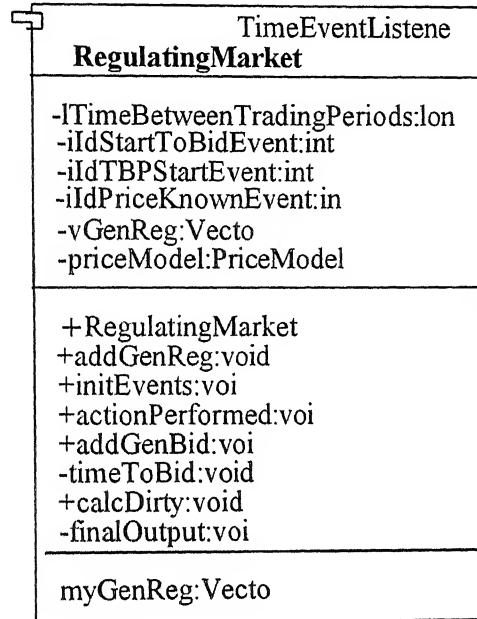 TimeEventListene
RegulatingMarket
-lTimeBetweenTradingPeriods:lon
-iIdStartToBidEvent:int
-iIdTBPStartEvent:int
-iIdPriceKnownEvent:in
-vGenReg:Vecto
-priceModel:PriceModel
+RegulatingMarket
+addGenReg:void
+initEvents:voi
+actionPerformed:voi
+addGenBid:voi
-timeToBid:void
+calcDirty:void
-finalOutput:voi
myGenReg:Vecto